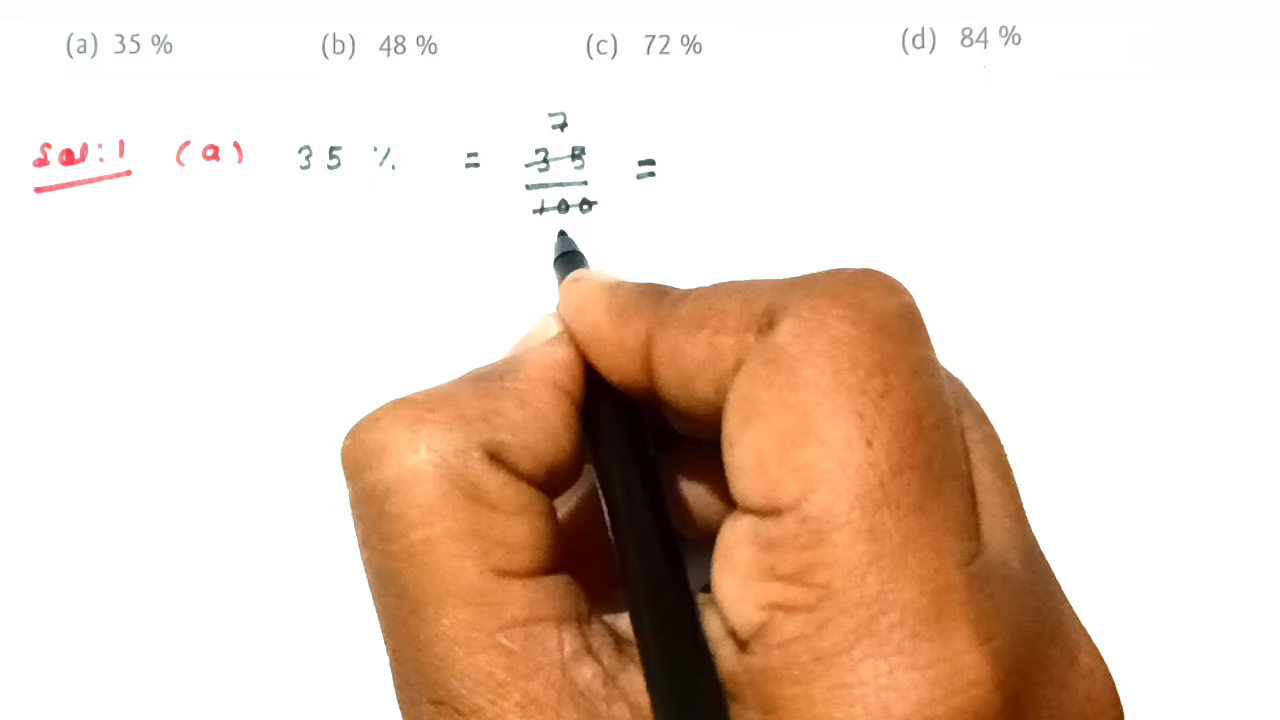 (a) 35 % (b) 48 % (c) 72 % (d) 84 %
7
Sol:1 (a) 35 % = 35 =
100